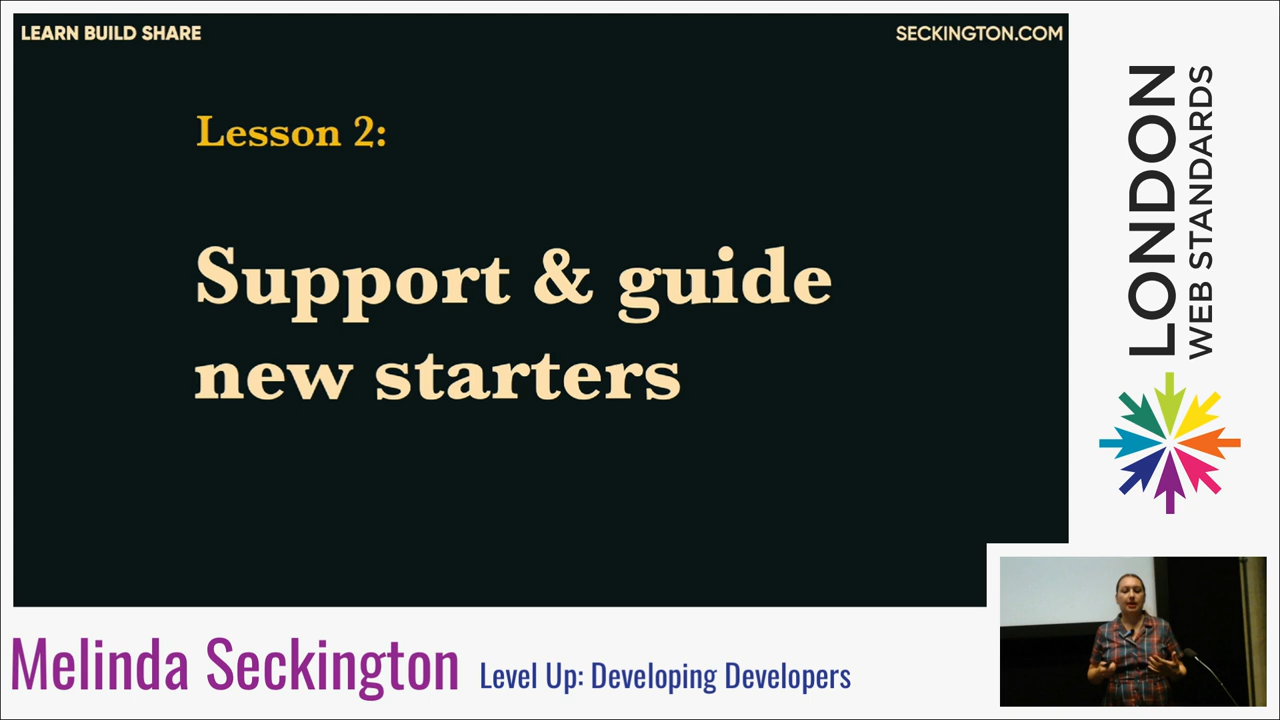 LEARN BUILD SHARE
SECKINGTON.COM
Lesson 2:
Support & guide
new starters
LONDON
WEB STANDARDS
Melinda Seckington
Level Up: Developing Developers